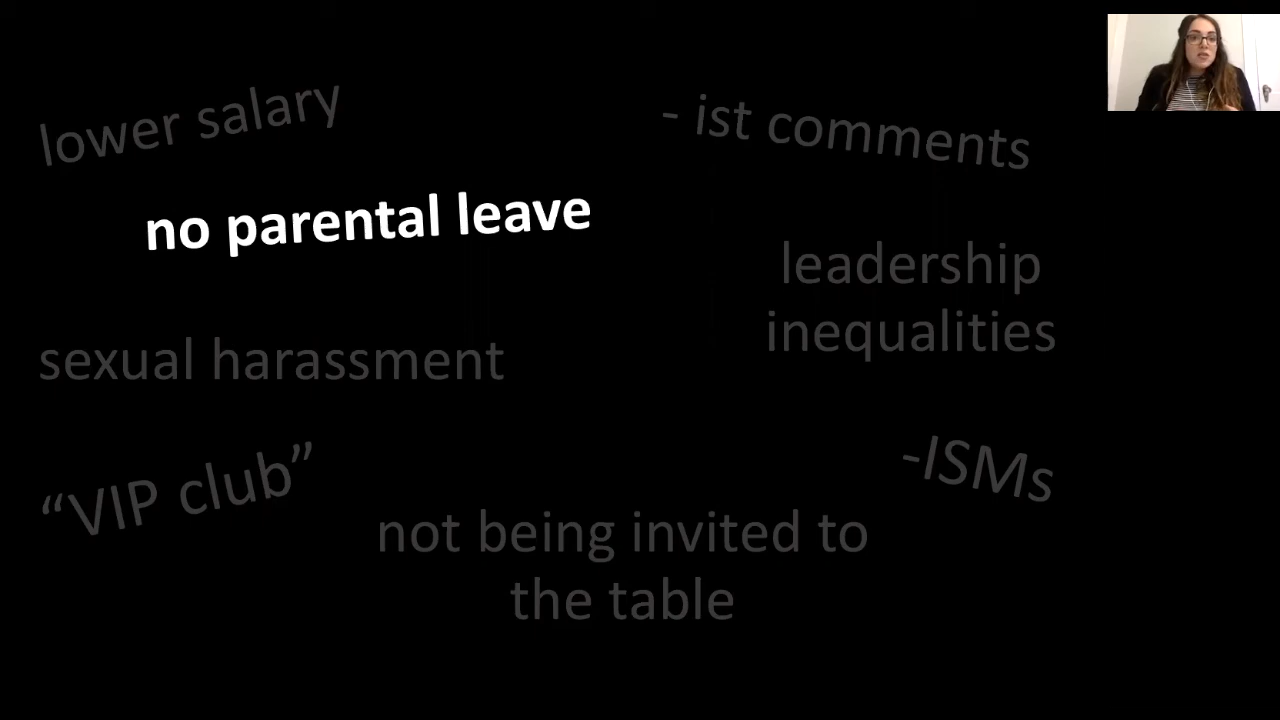 lower salary
- ist comments
no parental leave
leadership
inequalities
sexual harassment
“VIP club”
-ISMs
not being invited to
the table